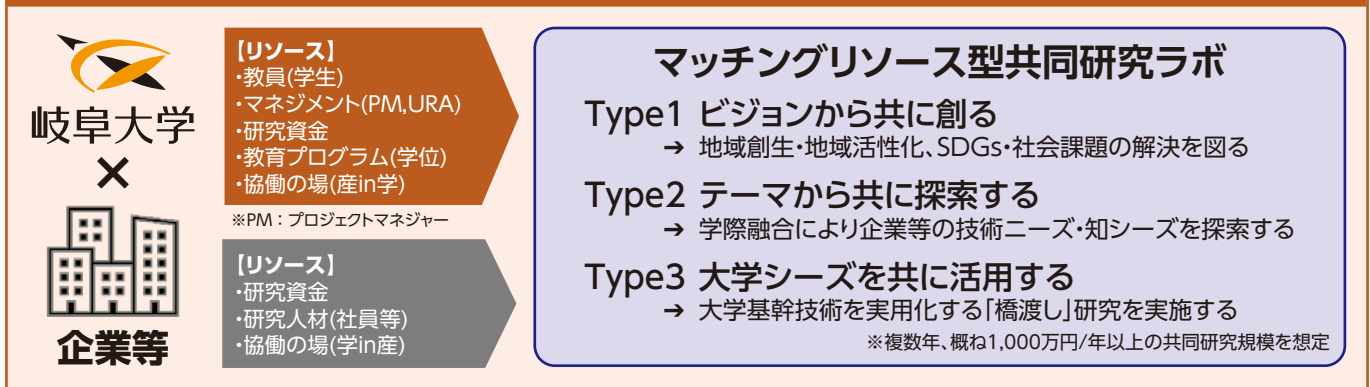 岐阜大学
×
企業等
【リソース】
・教員(学生)
・マネジメント(PM,URA)
・研究資金
・教育プログラム(学位)
・協働の場(産in学)
※PM：プロジェクトマネジャー
【リソース】
・研究資金
・研究人材(社員等)
・協働の場(学in産)
マッチングリソース型共同研究ラボ
Type1 ビジョンから共に創る
→ 地域創生・地域活性化、SDGs・社会課題の解決を図る
Type2 テーマから共に探索する
→ 学際融合により企業等の技術ニーズ・知シーズを探索する
Type3 大学シーズを共に活用する
→ 大学基幹技術を実用化する「橋渡し」研究を実施する
※複数年、概ね1,000万円/年以上の共同研究規模を想定